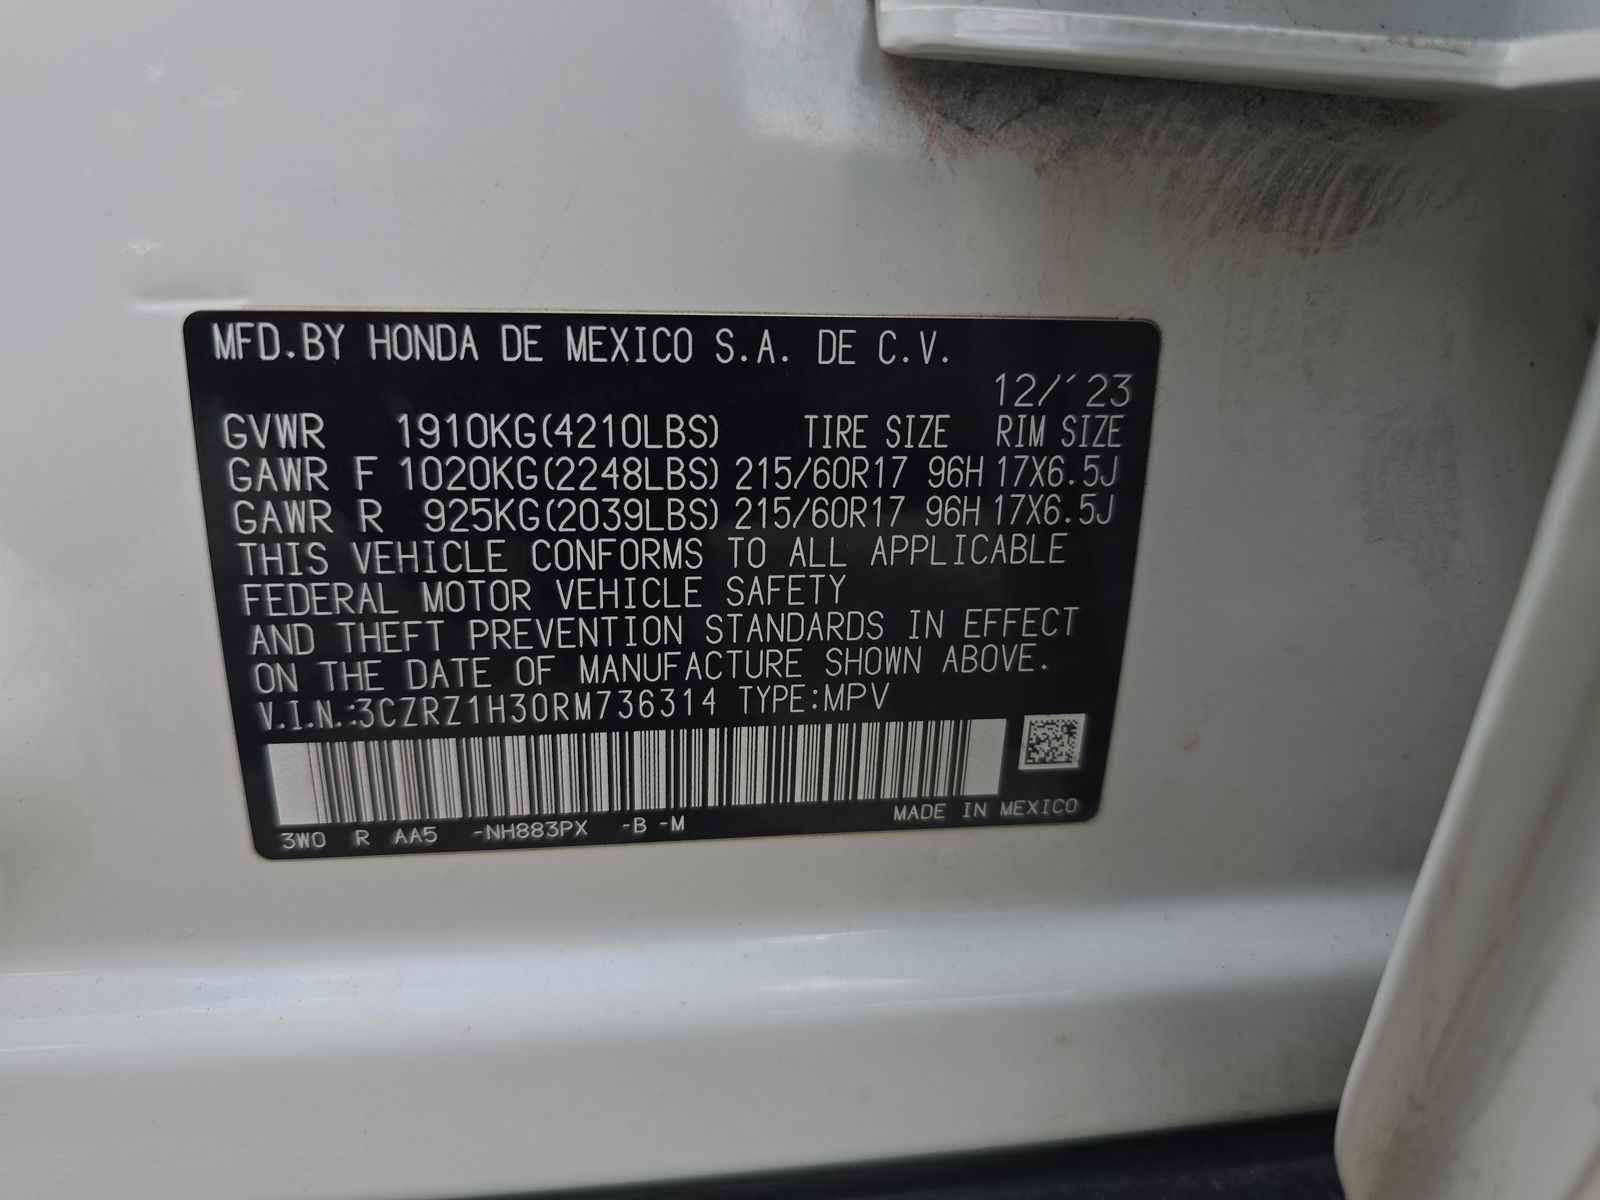 MFD.BY HONDA DE MEXICO S.A. DE C.V.
12/´23
GVWR 1910KG(4210LBS) TIRE SIZE RIM SIZE
GAWR F 1020KG(2248LBS) 215/60R17 96H 17X6.5J
GAWR R 925KG(2039LBS) 215/60R17 96H 17X6.5J
THIS VEHICLE CONFORMS TO ALL APPLICABLE
FEDERAL MOTOR VEHICLE SAFETY
AND THEFT PREVENTION STANDARDS IN EFFECT
ON THE DATE OF MANUFACTURE SHOWN ABOVE.
V.I.N.:3CZRZ1H30RM736314 TYPE:MPV
MADE IN MEXICO
3W0 R AA5 -NH883PX -B -M